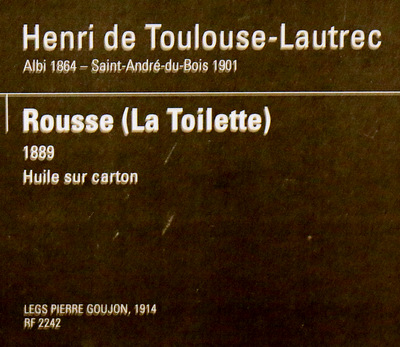 Henri de Toulouse-Lautrec
Albi 1864 – Saint-André-du-Bois 1901
Rousse (La Toilette)
1889
Huile sur carton
LEGS PIERRE GOUJON, 1914
RF 2242